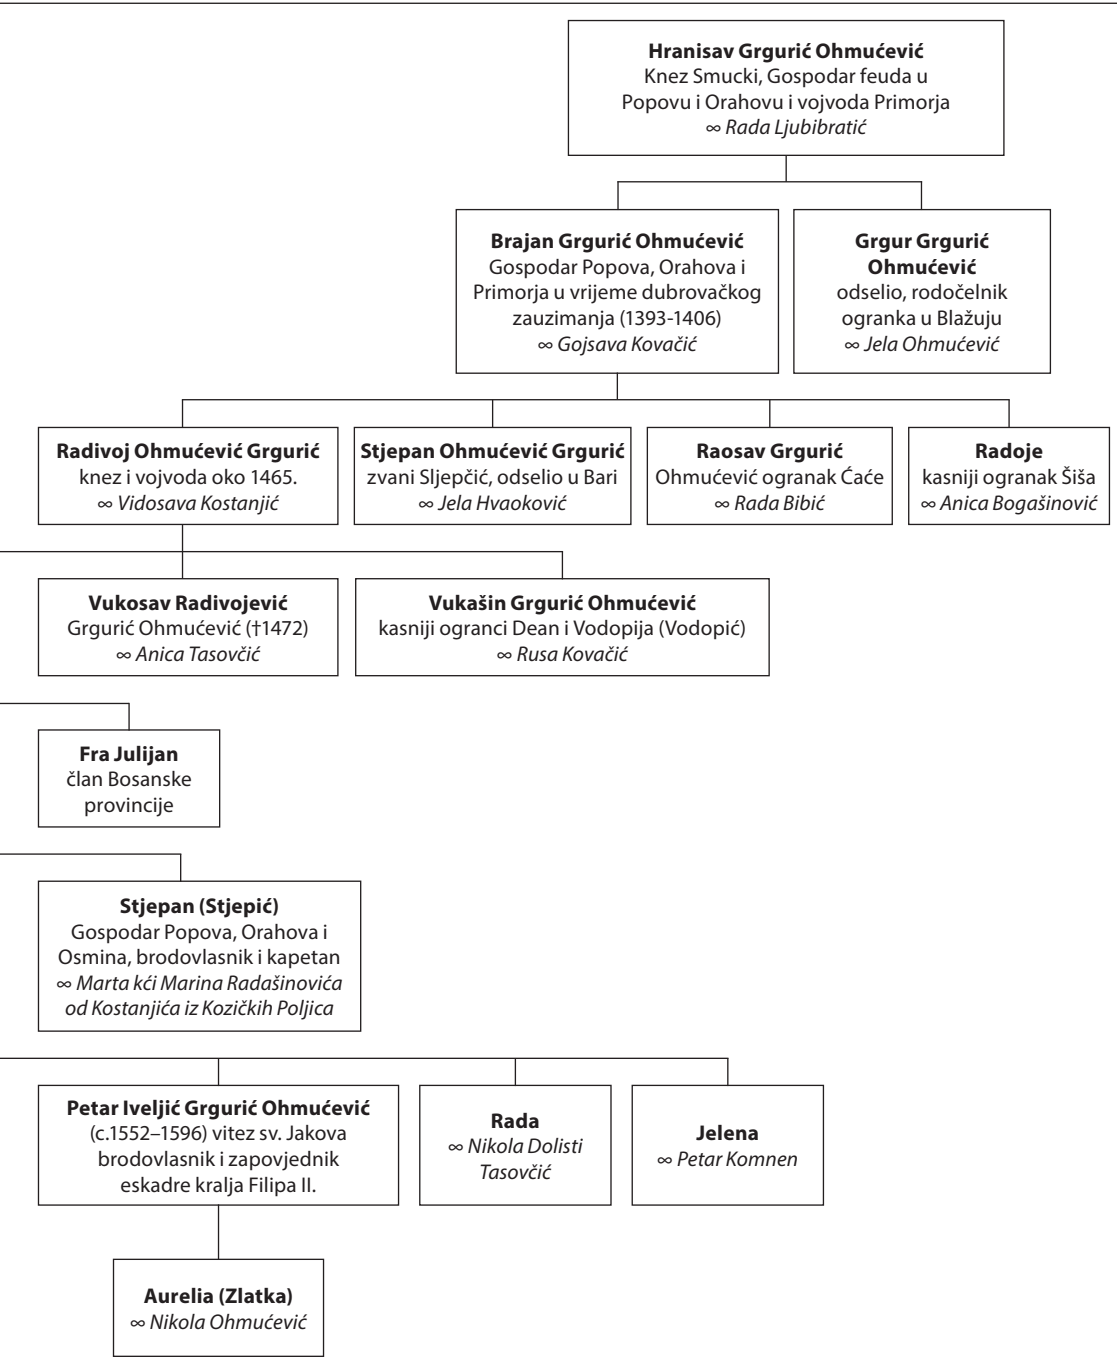 Hranisav Grgurić Ohmućević
Knez Smucki, Gospodar feuda u
Popovu i Orahovu i vojvoda Primorja
∞ Rada Ljubibratić
Brajan Grgurić Ohmućević
Gospodar Popova, Orahova i
Primorja u vrijeme dubrovačkog
zauzimanja (1393-1406)
∞ Gojsava Kovačić
Grgur Grgurić
Ohmućević
odselio, rodočelnik
ogranka u Blažuju
∞ Jela Ohmućević
Radivoj Ohmućević Grgurić
knez i vojvoda oko 1465.
∞ Vidosava Kostanjić
Stjepan Ohmućević Grgurić
zvani Sljepčić, odselio u Bari
∞ Jela Hvaoković
Raosav Grgurić
Ohmućević ogranak Ćaće
∞ Rada Bibić
Radoje
kasniji ogranak Šiša
∞ Anica Bogašinović
Vukosav Radivojević
Grgurić Ohmućević (†1472)
∞ Anica Tasovčić
Vukašin Grgurić Ohmućević
kasniji ogranci Dean i Vodopija (Vodopić)
∞ Rusa Kovačić
Fra Julijan
član Bosanske
provincije
Stjepan (Stjepić)
Gospodar Popova, Orahova i
Osmina, brodovlasnik i kapetan
∞ Marta kći Marina Radašinovića
od Kostanjića iz Kozičkih Poljica
Petar Iveljić Grgurić Ohmućević
(c.1552–1596) vitez sv. Jakova
brodovlasnik i zapovjednik
eskadre kralja Filipa II.
Rada
∞ Nikola Dolisti
Tasovčić
Jelena
∞ Petar Komnen
Aurelia (Zlatka)
∞ Nikola Ohmućević